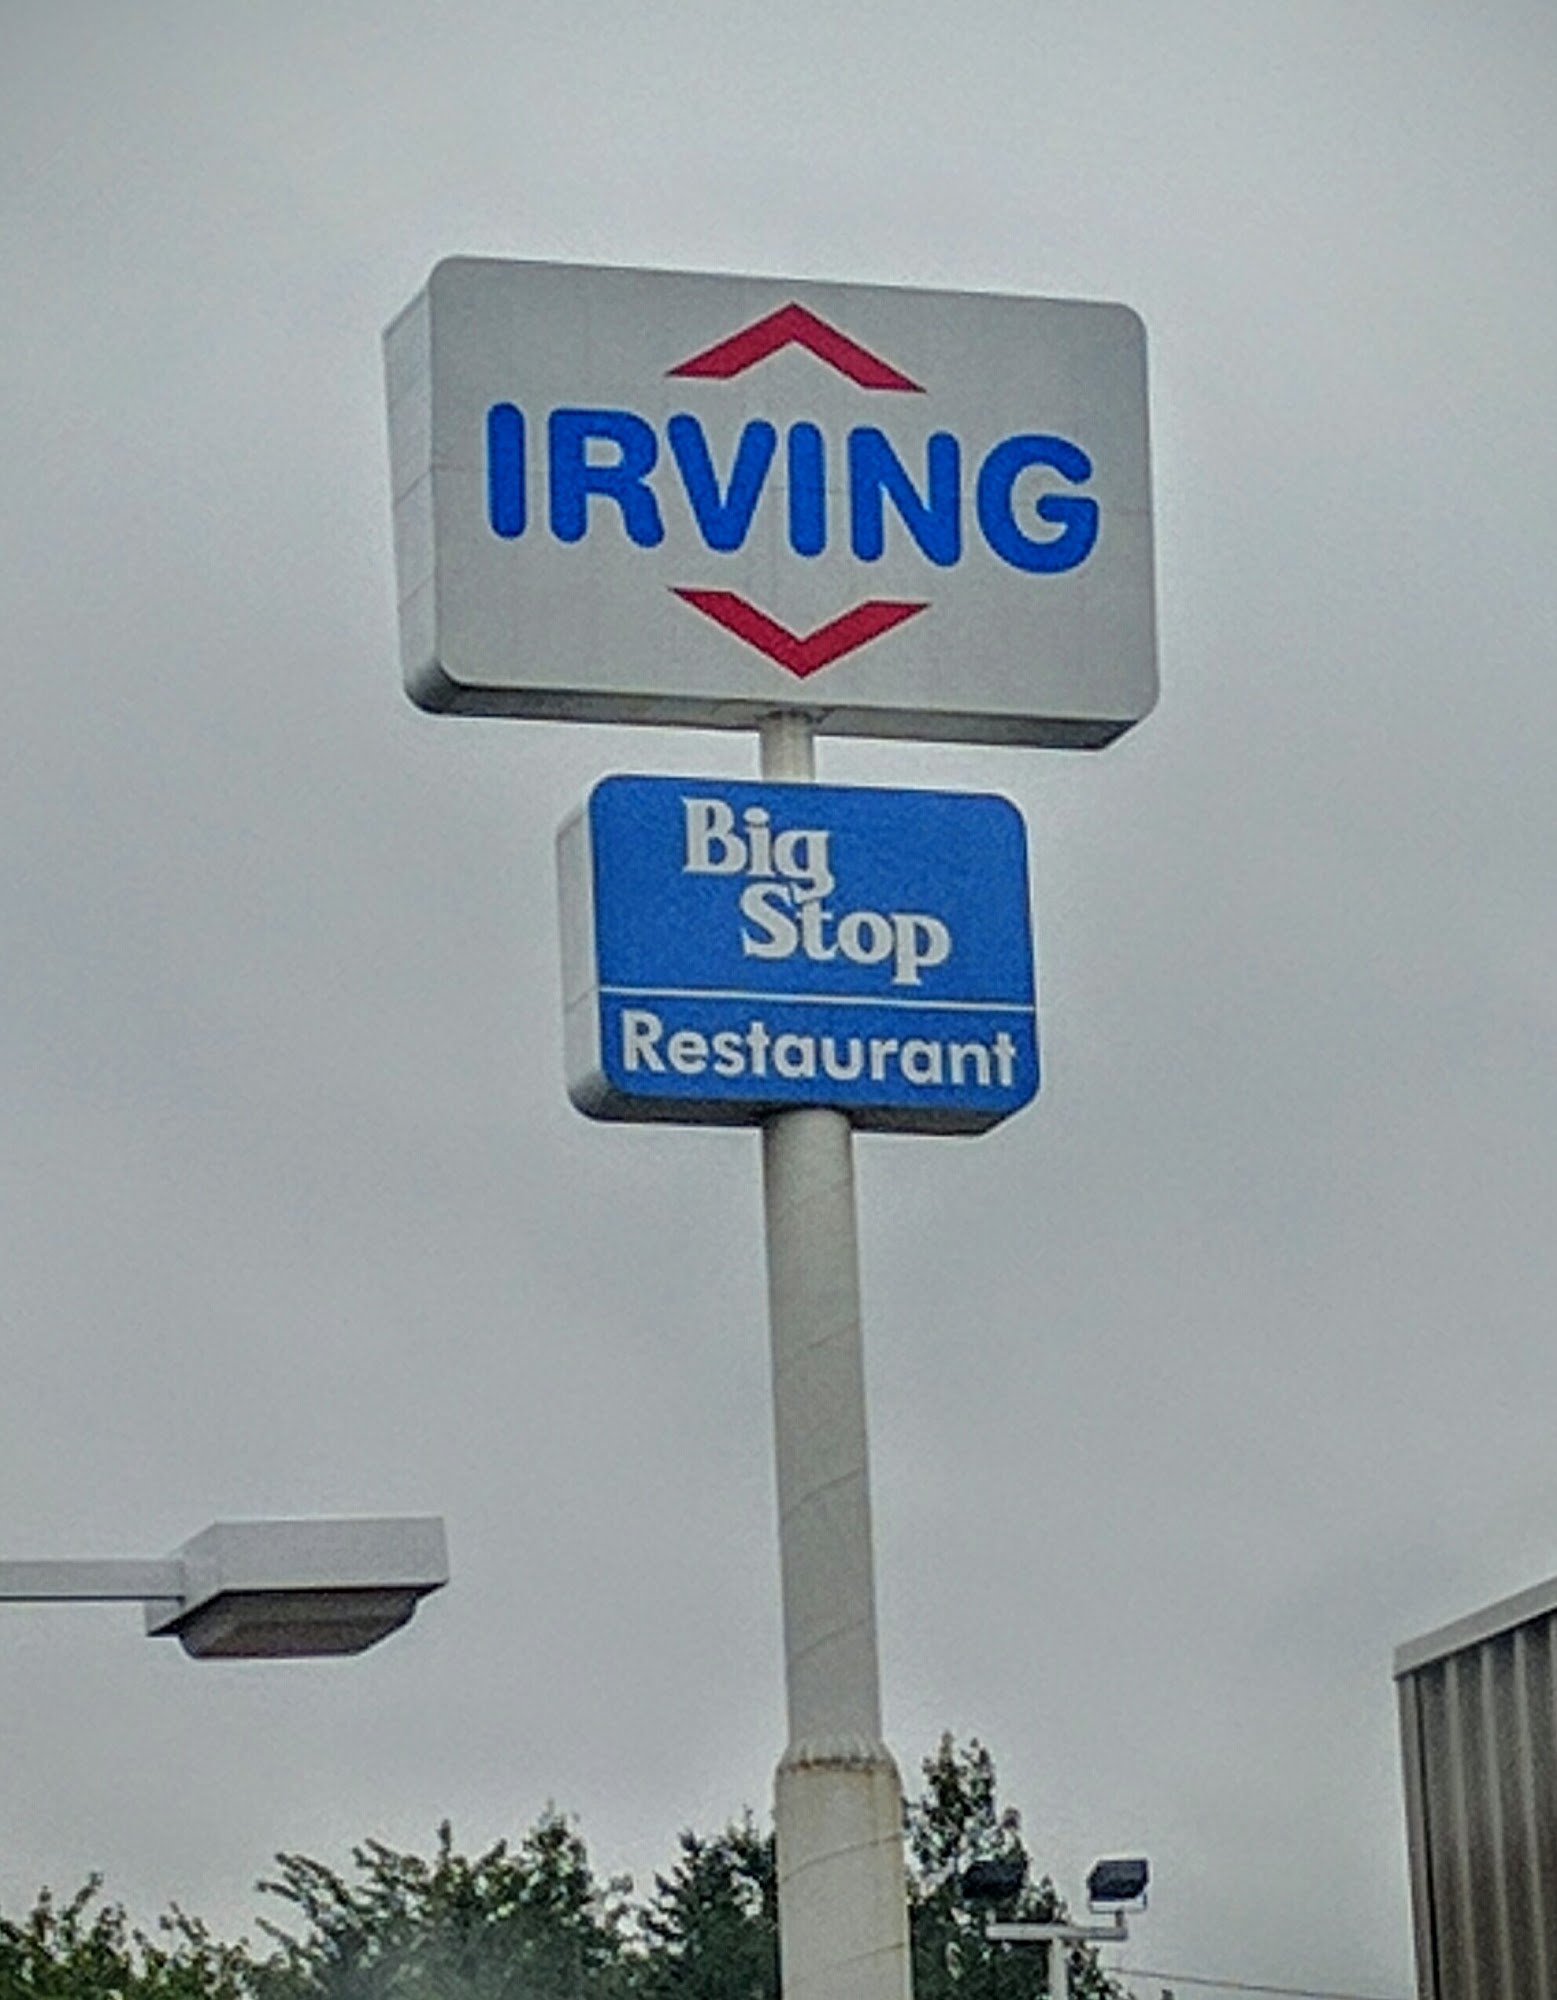 IRVING
Big
Stop
Restaurant